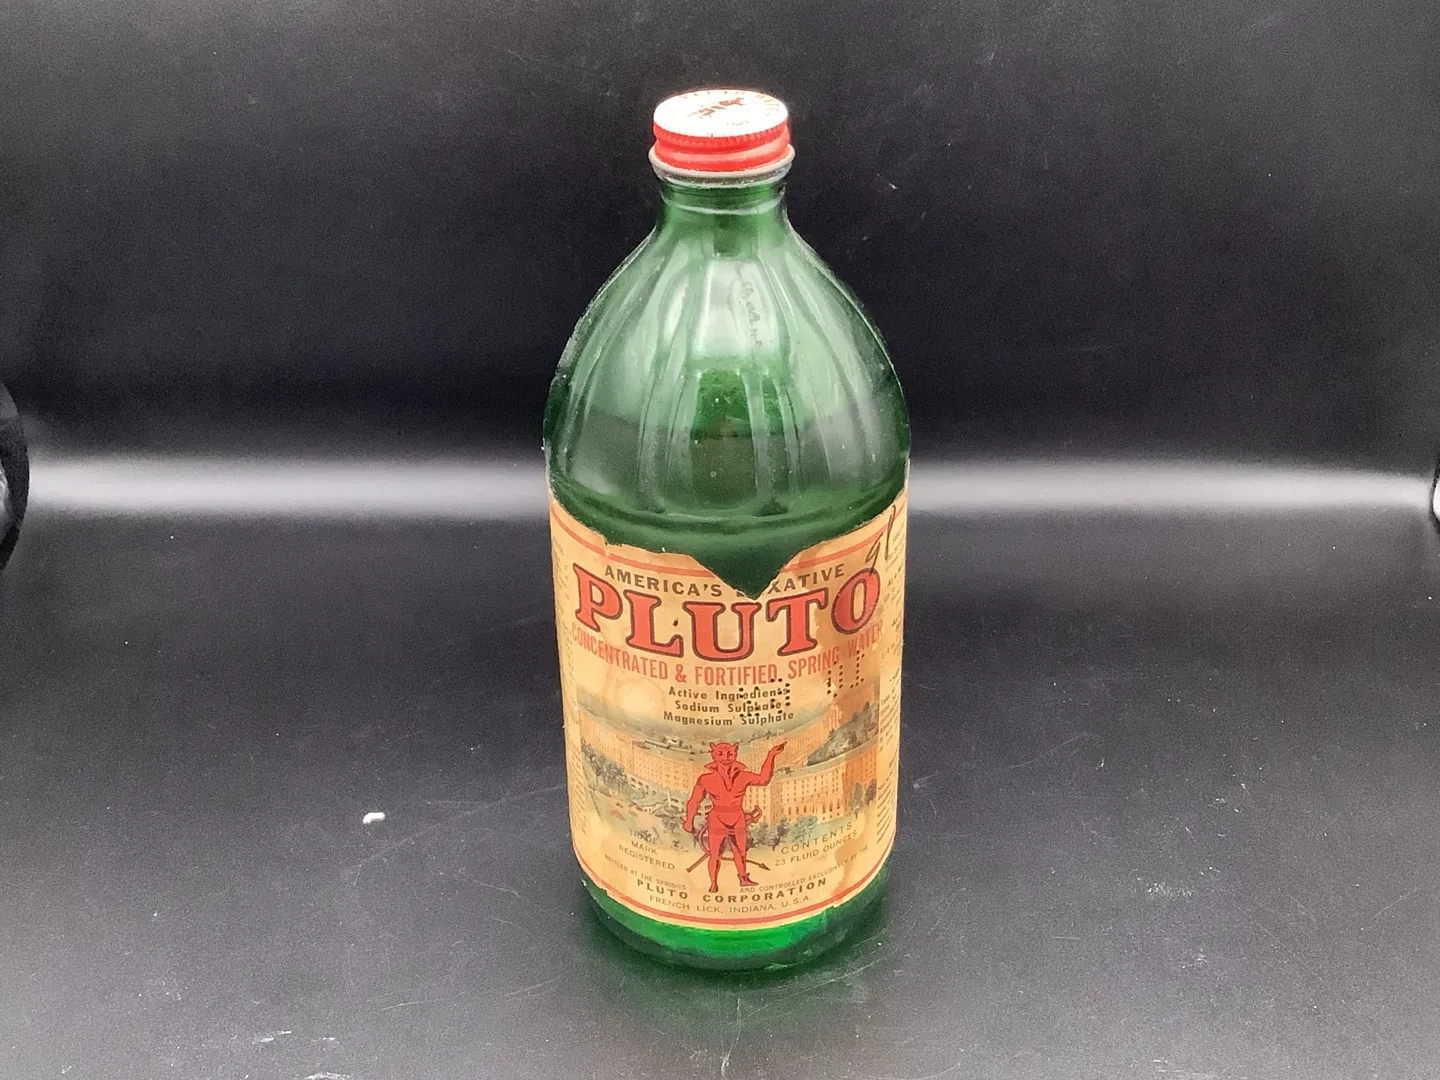 AMERICA'S XATIVE
PLUTO
CONCENTRATED & FORTIFIED SPRING WATER
Active Ingredients
Sodium Sulphate
Magnesium Sulphate
TRADE
MARK
REGISTERED
CONTENTS
23 FLUID OUNCES
BOTTLED AT THE SPRINGS AND CONTROLLED EXCLUSIVELY BY THE
PLUTO CORPORATION
FRENCH LICK, INDIANA, U.S.A.